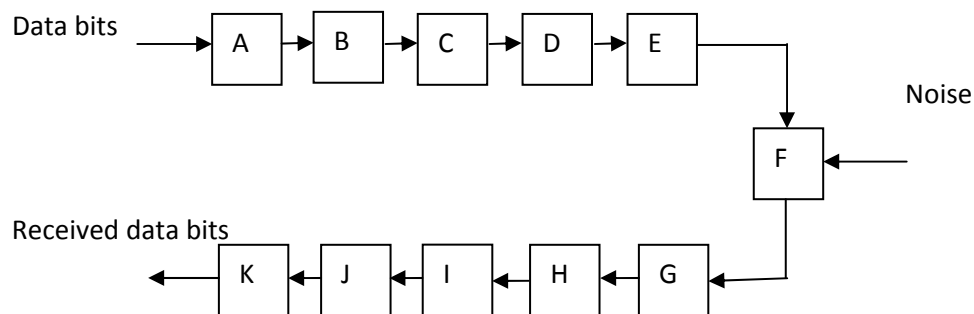 Data bits
A B C D E
Noise
F
Received data bits
K J I H G